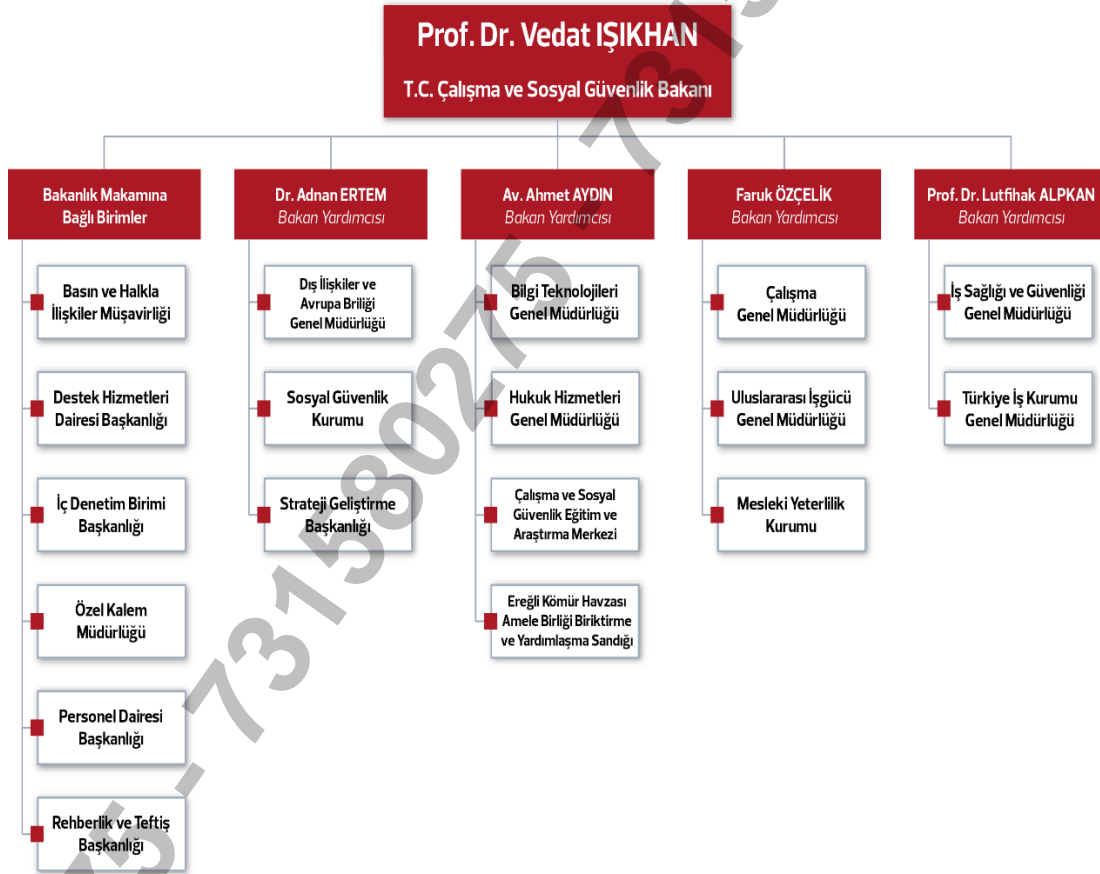 Prof. Dr. Vedat IŞIKHAN
T.C. Çalışma ve Sosyal Güvenlik Bakanı
Bakanlık Makamına
Bağlı Birimler
Basın ve Halkla
İlişkiler Müşavirliği
Destek Hizmetleri
Dairesi Başkanlığı
İç Denetim Birimi
Başkanlığı
Özel Kalem
Müdürlüğü
Personel Dairesi
Başkanlığı
Rehberlik ve Teftiş
Başkanlığı
Dr. Adnan ERTEM
Bakan Yardımcısı
Dış İlişkiler ve
Avrupa Briliği
Genel Müdürlüğü
Sosyal Güvenlik
Kurumu
Strateji Geliştirme
Başkanlığı
Av. Ahmet AYDIN
Bakan Yardımcısı
Bilgi Teknolojileri
Genel Müdürlüğü
Hukuk Hizmetleri
Genel Müdürlüğü
Çalışma ve Sosyal
Güvenlik Eğitim ve
Araştırma Merkezi
Ereğli Kömür Havzası
Amele Birliği Biriktirme
ve Yardımlaşma Sandığı
Faruk ÖZÇELİK
Bakan Yardımcısı
Çalışma
Genel Müdürlüğü
Uluslararası İşgücü
Genel Müdürlüğü
Mesleki Yeterlilik
Kurumu
Prof. Dr. Lutfihak ALPKAN
Bakan Yardımcısı
İş Sağlığı ve Güvenliği
Genel Müdürlüğü
Türkiye İş Kurumu
Genel Müdürlüğü
75 - 7315580275 - 731